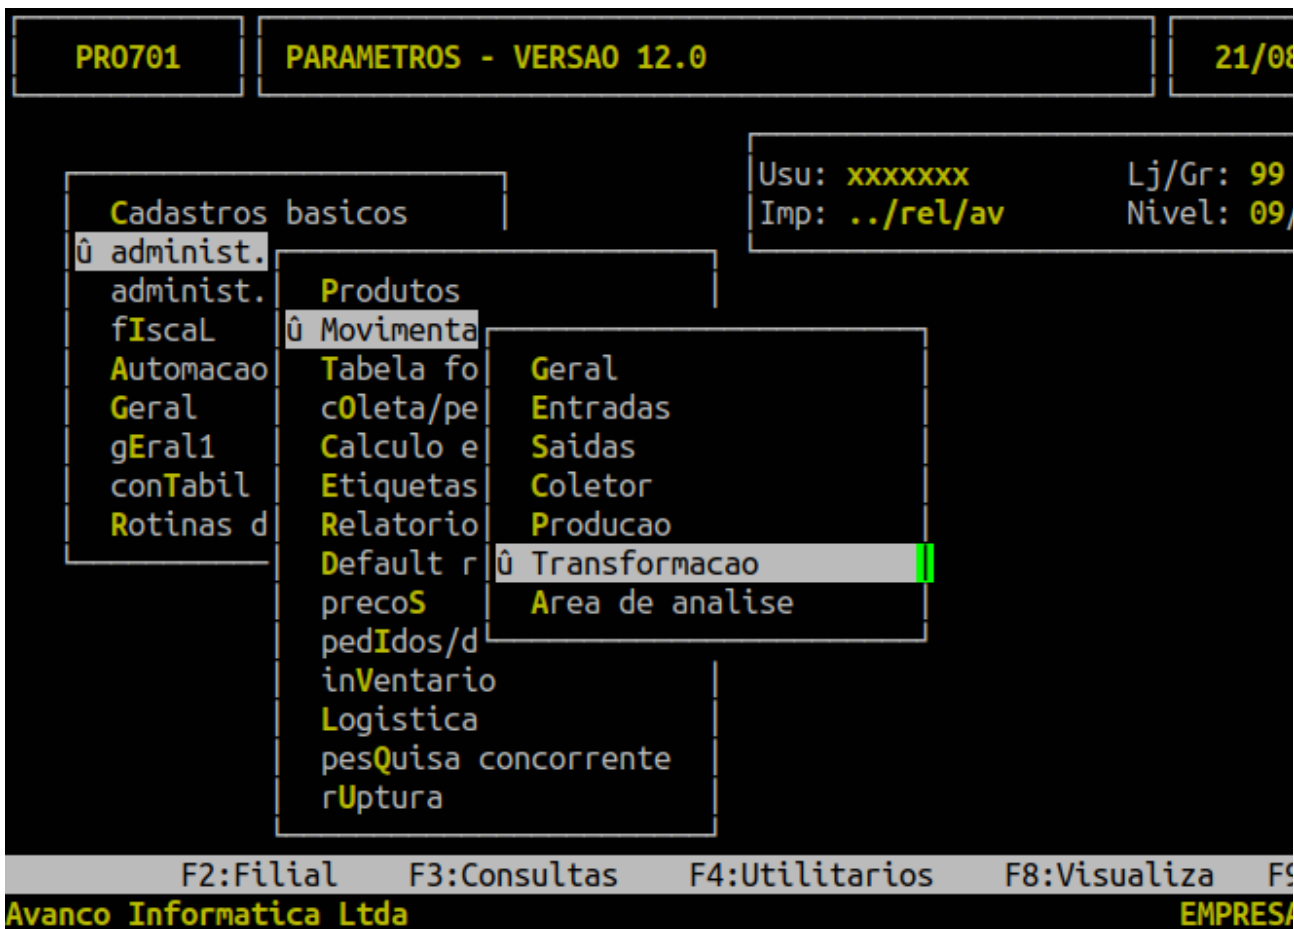 PRO701 PARAMETROS - VERSAO 12.0 21/08
Usu: xxxxxxx Lj/Gr: 99
Imp: ../rel/av Nivel: 09/
Cadastros basicos
û administ.
administ.
fIscaL
Automacao
Geral
gEral1
conTabil
Rotinas d
Produtos
û Movimenta
Tabela fo
cOleta/pe
Calculo e
Etiquetas
Relatorio
Default r
precoS
pedIdos/d
inVentario
Logistica
pesQuisa concorrente
rUptura
Geral
Entradas
Saidas
Coletor
Producao
û Transformacao
Area de analise
F2:Filial F3:Consultas F4:Utilitarios F8:Visualiza F9
Avanco Informatica Ltda EMPRESA